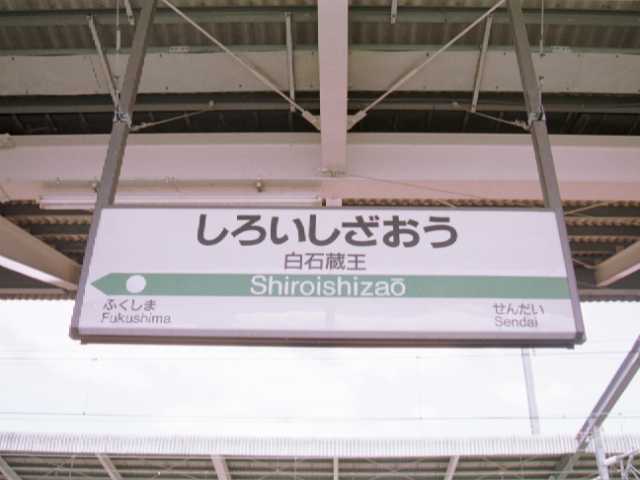 しろいしざおう
白石蔵王
Shiroishizaō
ふくしま
Fukushima
せんだい
Sendai